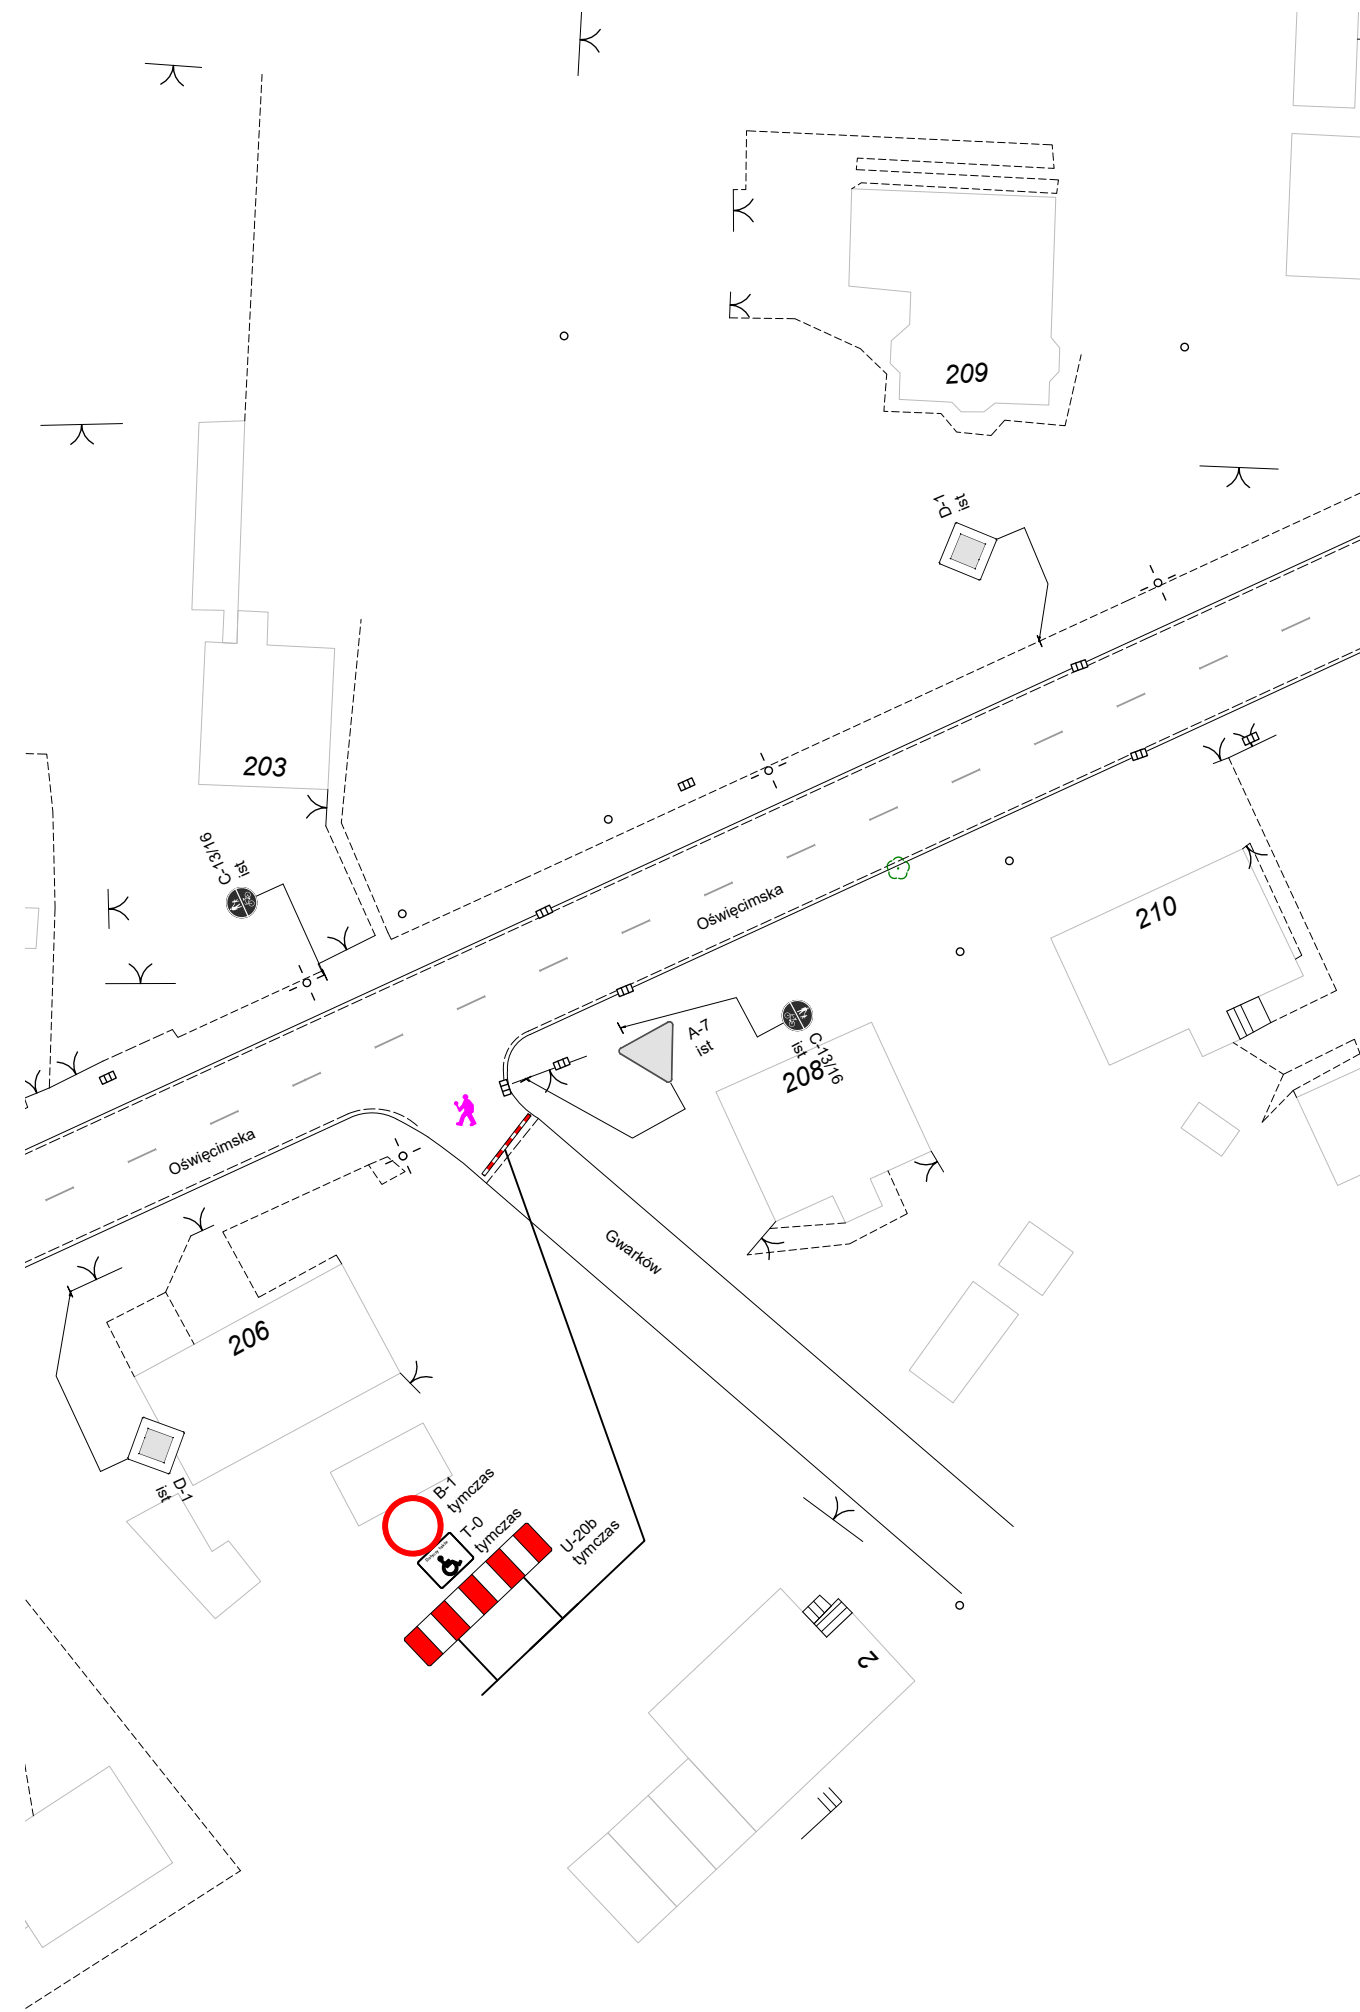 209
D-1
ist
203
C-13/16
ist
Oświęcimska
210
A-7
ist
C-13/16
ist
208
Oświęcimska
Gwarków
206
D-1
ist
B-1
tymczas
T-0
tymczas
U-20b
tymczas
2